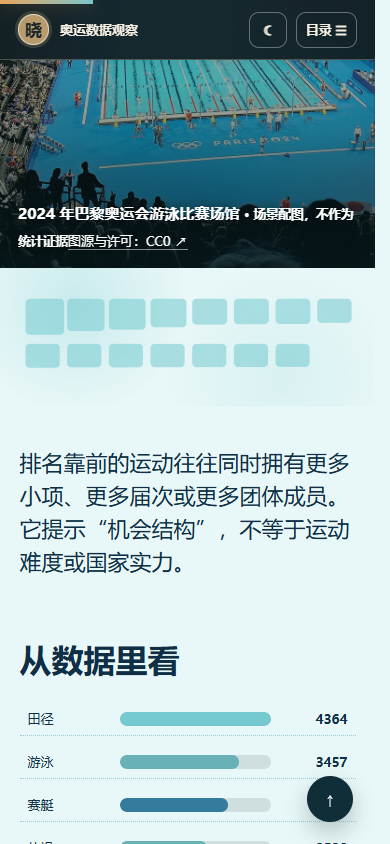 晓 奥运数据观察 目录 ☰
PARIS 2024
2024 年巴黎奥运会游泳比赛场馆 · 场景配图，不作为
统计证据图源与许可：CC0 ↗
排名靠前的运动往往同时拥有更多
小项、更多届次或更多团体成员。
它提示“机会结构”，不等于运动
难度或国家实力。
从数据里看
田径 4364
游泳 3457
赛艇
↑